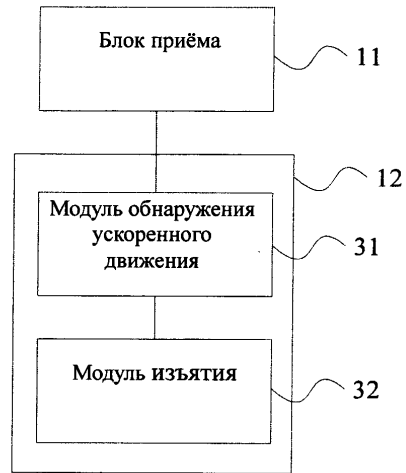 Блок приёма
11
12
Модуль обнаружения
ускоренного
движения
31
Модуль изъятия
32